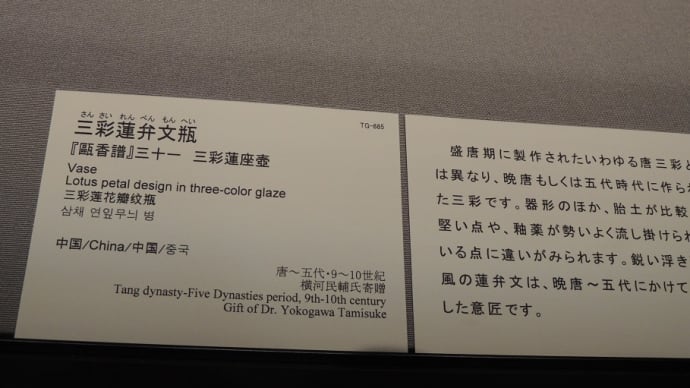 さん さい れん べん もん へい
三彩蓮弁文瓶
TG-665
『甌香譜』三十一 三彩蓮座壺
Vase
Lotus petal design in three-color glaze
三彩莲花瓣纹瓶
삼채 연잎무늬 병
中国/China/中国/중국
唐~五代・9~10世紀
横河民輔氏寄贈
Tang dynasty-Five Dynasties period, 9th-10th century
Gift of Dr. Yokogawa Tamisuke
盛唐期に製作されたいわゆる唐三彩と
は異なり、晩唐もしくは五代時代に作ら
た三彩です。器形のほか、胎土が比較
堅い点や、釉薬が勢いよく流し掛けられ
いる点に違いがみられます。鋭い浮き
風の蓮弁文は、晩唐~五代にかけて
した意匠です。